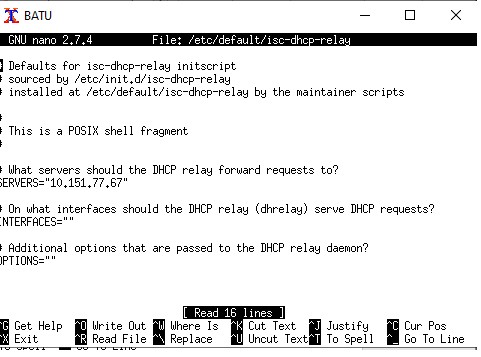 BATU
GNU nano 2.7.4 File: /etc/default/isc-dhcp-relay
# Defaults for isc-dhcp-relay initscript
# sourced by /etc/init.d/isc-dhcp-relay
# installed at /etc/default/isc-dhcp-relay by the maintainer scripts
#
# This is a POSIX shell fragment
#
# What servers should the DHCP relay forward requests to?
SERVERS="10.151.77.67"
# On what interfaces should the DHCP relay (dhrelay) serve DHCP requests?
INTERFACES=""
# Additional options that are passed to the DHCP relay daemon?
OPTIONS=""
[ Read 16 lines ]
^G Get Help ^O Write Out ^W Where Is ^K Cut Text ^J Justify ^C Cur Pos
^X Exit ^R Read File ^\ Replace ^U Uncut Text ^T To Spell ^_ Go To Line